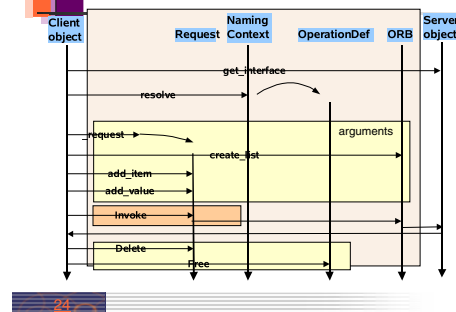 Client
object
Request
Naming
Context
OperationDef
ORB
Server
object
get_interface
resolve
arguments
_request
create_list
add_item
add_value
Invoke
Delete
Free
24